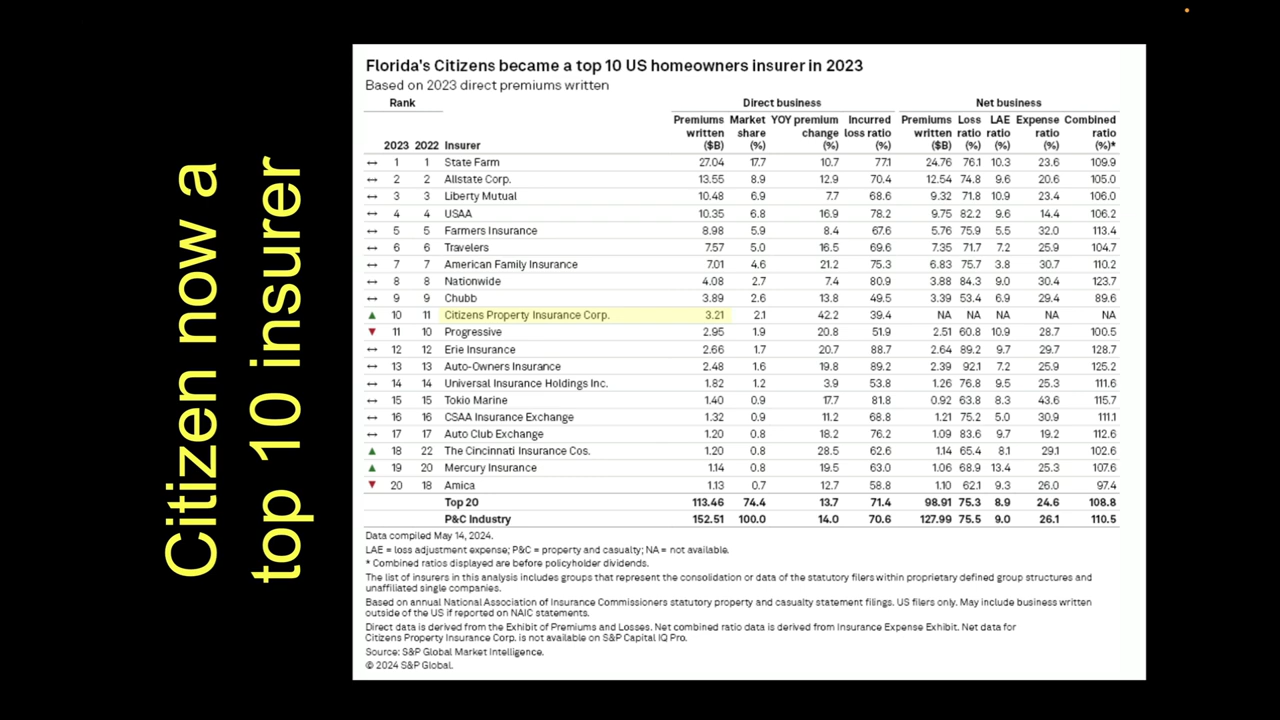 Citizen now a
top 10 insurer
Florida's Citizens became a top 10 US homeowners insurer in 2023
Based on 2023 direct premiums written
Rank Direct business Net business
2023 2022 Insurer Premiums written ($B) Market share (%) YOY premium change (%) Incurred loss ratio (%) Premiums written ($B) Loss ratio (%) LAE ratio (%) Expense ratio (%) Combined ratio (%)*
↔ 1 1 State Farm 27.04 17.7 10.7 77.1 24.76 76.1 10.3 23.6 109.9
↔ 2 2 Allstate Corp. 13.55 8.9 12.9 70.4 12.54 74.8 9.6 20.6 105.0
↔ 3 3 Liberty Mutual 10.48 6.9 7.7 68.6 9.32 71.8 10.9 23.4 106.0
↔ 4 4 USAA 10.35 6.8 16.9 78.2 9.75 82.2 9.6 14.4 106.2
↔ 5 5 Farmers Insurance 8.98 5.9 8.4 67.6 5.76 75.9 5.5 32.0 113.4
↔ 6 6 Travelers 7.57 5.0 16.5 69.6 7.35 71.7 7.2 25.9 104.7
↔ 7 7 American Family Insurance 7.01 4.6 21.2 75.3 6.83 75.7 3.8 30.7 110.2
↔ 8 8 Nationwide 4.08 2.7 7.4 80.9 3.88 84.3 9.0 30.4 123.7
↔ 9 9 Chubb 3.89 2.6 13.8 49.5 3.39 53.4 6.9 29.4 89.6
▲ 10 11 Citizens Property Insurance Corp. 3.21 2.1 42.2 39.4 NA NA NA NA NA
▼ 11 10 Progressive 2.95 1.9 20.8 51.9 2.51 60.8 10.9 28.7 100.5
↔ 12 12 Erie Insurance 2.66 1.7 20.7 88.7 2.64 89.2 9.7 29.7 128.7
↔ 13 13 Auto-Owners Insurance 2.48 1.6 19.8 89.2 2.39 92.1 7.2 25.9 125.2
↔ 14 14 Universal Insurance Holdings Inc. 1.82 1.2 3.9 53.8 1.26 76.8 9.5 25.3 111.6
↔ 15 15 Tokio Marine 1.40 0.9 17.7 81.8 0.92 63.8 8.3 43.6 115.7
↔ 16 16 CSAA Insurance Exchange 1.32 0.9 11.2 68.8 1.21 75.2 5.0 30.9 111.1
↔ 17 17 Auto Club Exchange 1.20 0.8 18.2 76.2 1.09 83.6 9.7 19.2 112.6
▲ 18 22 The Cincinnati Insurance Cos. 1.20 0.8 28.5 62.6 1.14 65.4 8.1 29.1 102.6
▲ 19 20 Mercury Insurance 1.14 0.8 19.5 63.0 1.06 68.9 13.4 25.3 107.6
▼ 20 18 Amica 1.13 0.7 12.7 58.8 1.10 62.1 9.3 26.0 97.4
Top 20 113.46 74.4 13.7 71.4 98.91 75.3 8.9 24.6 108.8
P&C Industry 152.51 100.0 14.0 70.6 127.99 75.5 9.0 26.1 110.5
Data compiled May 14, 2024.
LAE = loss adjustment expense; P&C = property and casualty; NA = not available.
* Combined ratios displayed are before policyholder dividends.
The list of insurers in this analysis includes groups that represent the consolidation or data of the statutory filers within proprietary defined group structures and
unaffiliated single companies.
Based on annual National Association of Insurance Commissioners statutory property and casualty statement filings. US filers only. May include business written
outside of the US if reported on NAIC statements.
Direct data is derived from the Exhibit of Premiums and Losses. Net combined ratio data is derived from Insurance Expense Exhibit. Net data for
Citizens Property Insurance Corp. is not available on S&P Capital IQ Pro.
Source: S&P Global Market Intelligence.
© 2024 S&P Global.